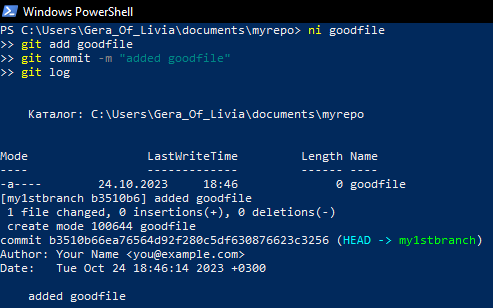 Windows PowerShell
PS C:\Users\Gera_Of_Livia\documents\myrepo> ni goodfile
>> git add goodfile
>> git commit -m "added goodfile"
>> git log
Каталог: C:\Users\Gera_Of_Livia\documents\myrepo
Mode                 LastWriteTime         Length Name
----                 -------------         ------ ----
-a----        24.10.2023     18:46              0 goodfile
[my1stbranch b3510b6] added goodfile
 1 file changed, 0 insertions(+), 0 deletions(-)
 create mode 100644 goodfile
commit b3510b66ea76564d92f280c5df630876623c3256 (HEAD -> my1stbranch)
Author: Your Name <you@example.com>
Date:   Tue Oct 24 18:46:14 2023 +0300
    added goodfile